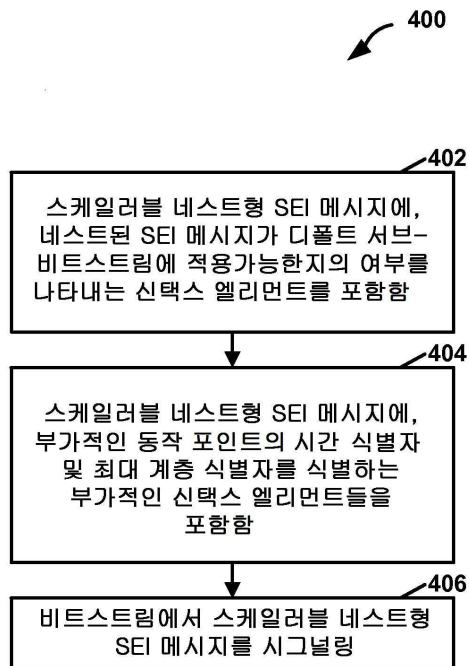 400
402
스케일러블 네스트형 SEI 메시지에,
네스트된 SEI 메시지가 디폴트 서브-
비트스트림에 적용가능한지의 여부를
나타내는 신택스 엘리먼트를 포함함
404
스케일러블 네스트형 SEI 메시지에,
부가적인 동작 포인트의 시간 식별자
및 최대 계층 식별자를 식별하는
부가적인 신택스 엘리먼트들을
포함함
406
비트스트림에서 스케일러블 네스트형
SEI 메시지를 시그널링